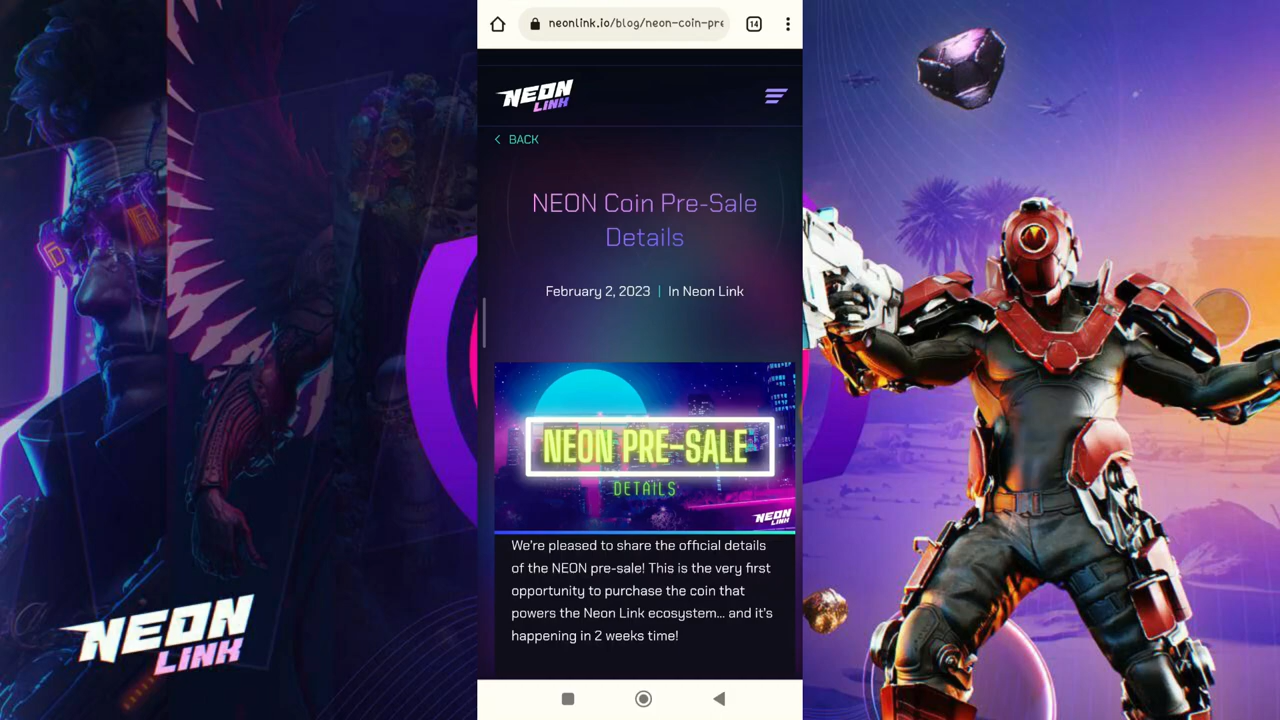 neonlink.io/blog/neon-coin-pre
14
NEON
LINK
BACK
NEON Coin Pre-Sale
Details
February 2, 2023 | In Neon Link
NEON PRE-SALE
DETAILS
NEON
LINK
We're pleased to share the official details
of the NEON pre-sale! This is the very first
opportunity to purchase the coin that
powers the Neon Link ecosystem... and it's
happening in 2 weeks time!
NEON
LINK